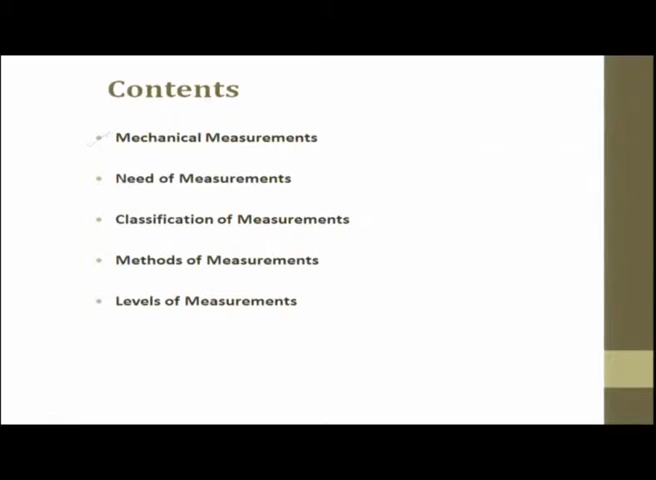 Contents
Mechanical Measurements
Need of Measurements
Classification of Measurements
Methods of Measurements
Levels of Measurements